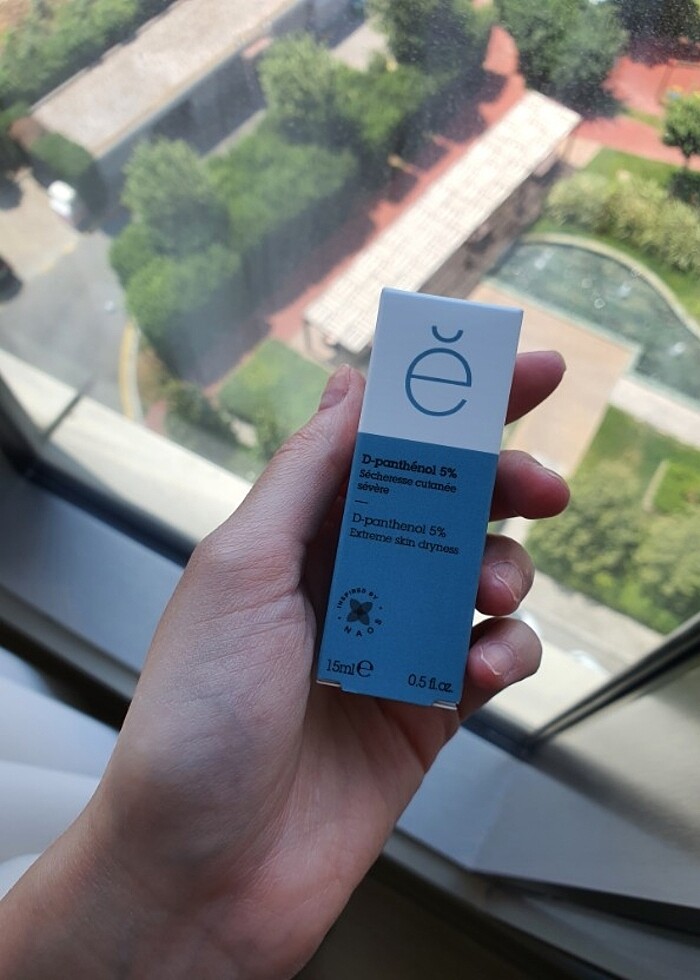 ĕ
D-panthénol 5%
Sécheresse cutanée
sévère
D-panthenol 5%
Extreme skin dryness
INSPIRED BY
NAOS
15ml ℮
0.5 fl.oz.